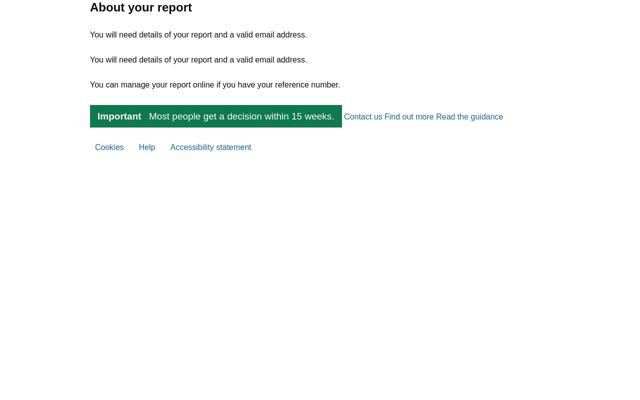 About your report
You will need details of your report and a valid email address.
You will need details of your report and a valid email address.
You can manage your report online if you have your reference number.
Important Most people get a decision within 15 weeks. Contact us Find out more Read the guidance
Cookies Help Accessibility statement